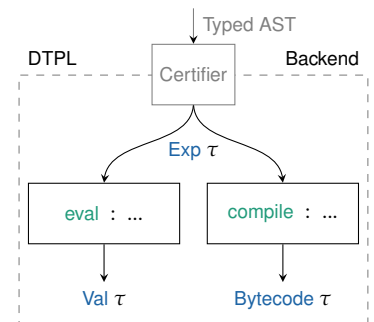 Typed AST
DTPL
Backend
Certifier
Exp τ
eval : ...
compile : ...
Val τ
Bytecode τ